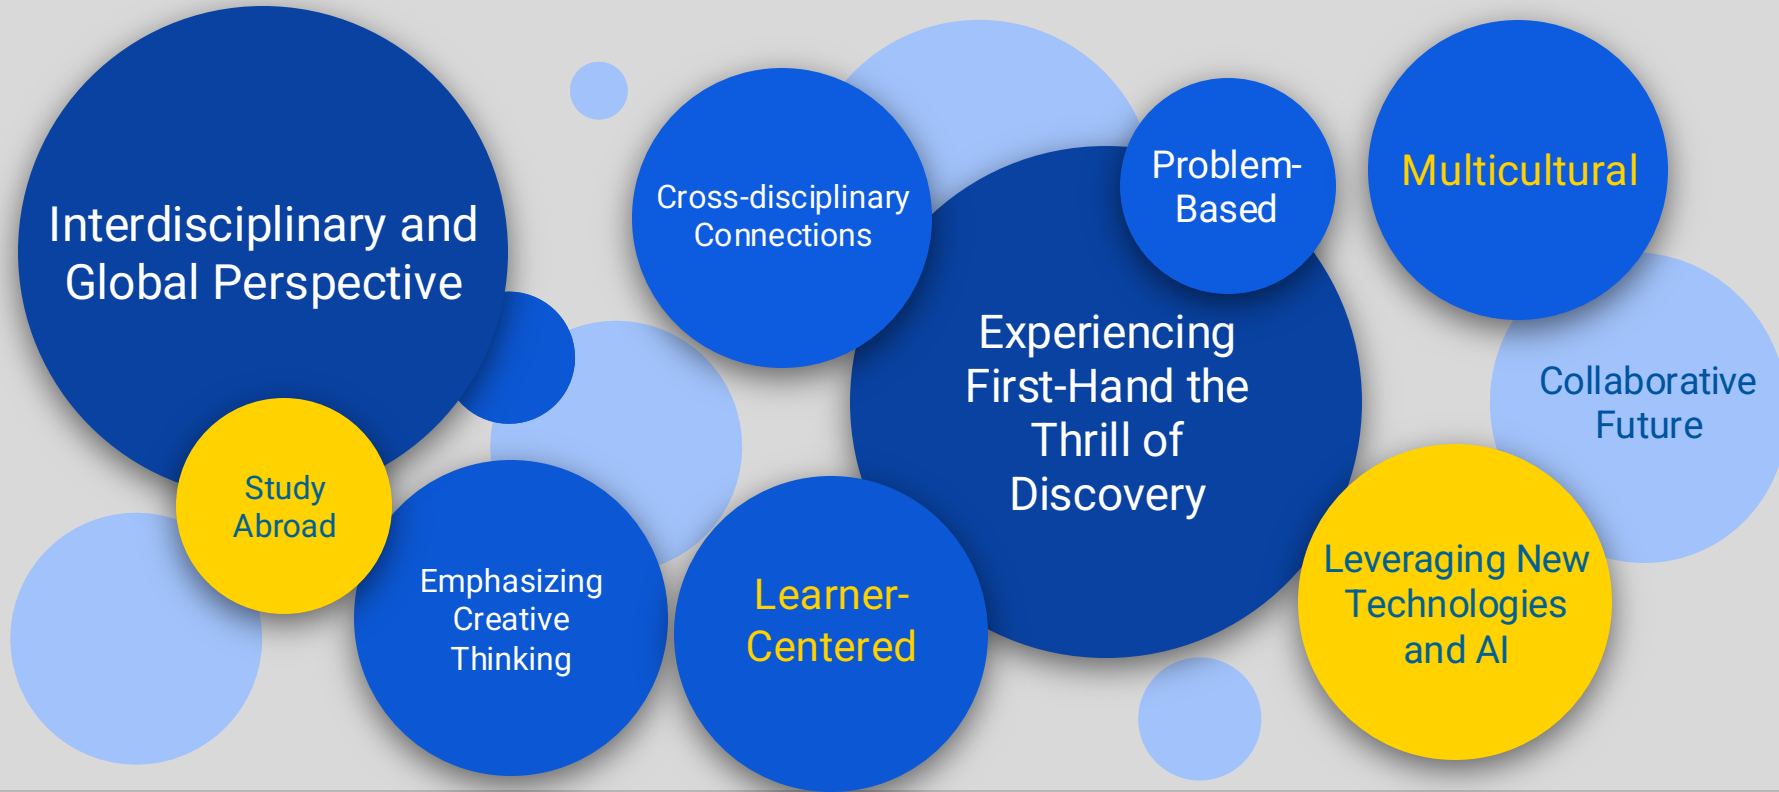 Interdisciplinary and
Global Perspective
Study
Abroad
Emphasizing
Creative
Thinking
Cross-disciplinary
Connections
Learner-
Centered
Experiencing
First-Hand the
Thrill of
Discovery
Problem-
Based
Multicultural
Collaborative
Future
Leveraging New
Technologies
and AI